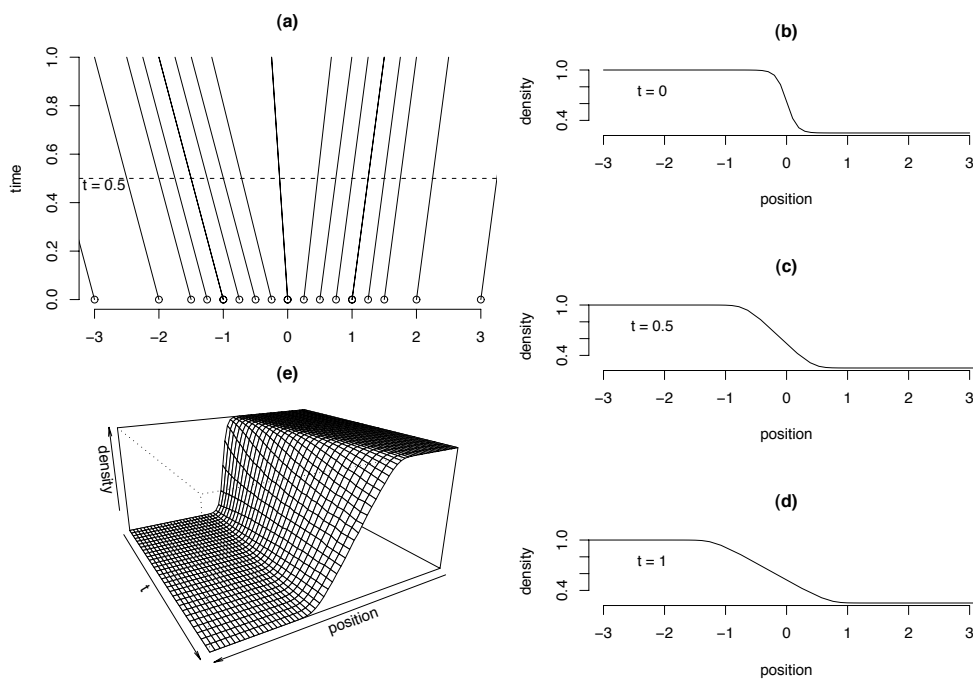 (a)
time
1.0
0.8
0.6
0.4
0.2
0.0
t = 0.5
−3 −2 −1 0 1 2 3
(b)
density
1.0
0.4
t = 0
−3 −2 −1 0 1 2 3
position
(c)
density
1.0
0.4
t = 0.5
−3 −2 −1 0 1 2 3
position
(e)
density
t
position
(d)
density
1.0
0.4
t = 1
−3 −2 −1 0 1 2 3
position